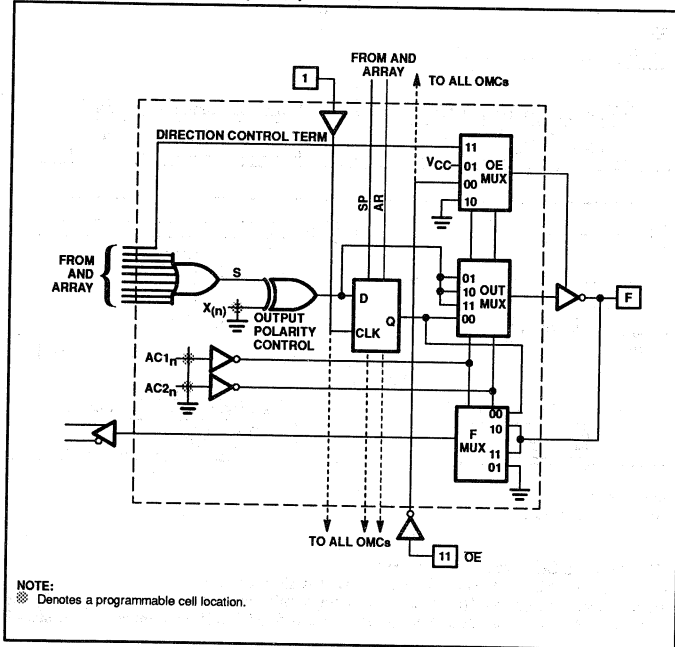 FROM AND
ARRAY
1
TO ALL OMCs
DIRECTION CONTROL TERM
11
VCC
01
OE
00
MUX
10
SP
AR
FROM
AND
ARRAY
S
X(n)
OUTPUT
POLARITY
CONTROL
D
Q
CLK
01
10
OUT
11
MUX
00
F
AC1n
AC2n
00
10
F
MUX
11
01
TO ALL OMCs
11
OE
NOTE:
Denotes a programmable cell location.